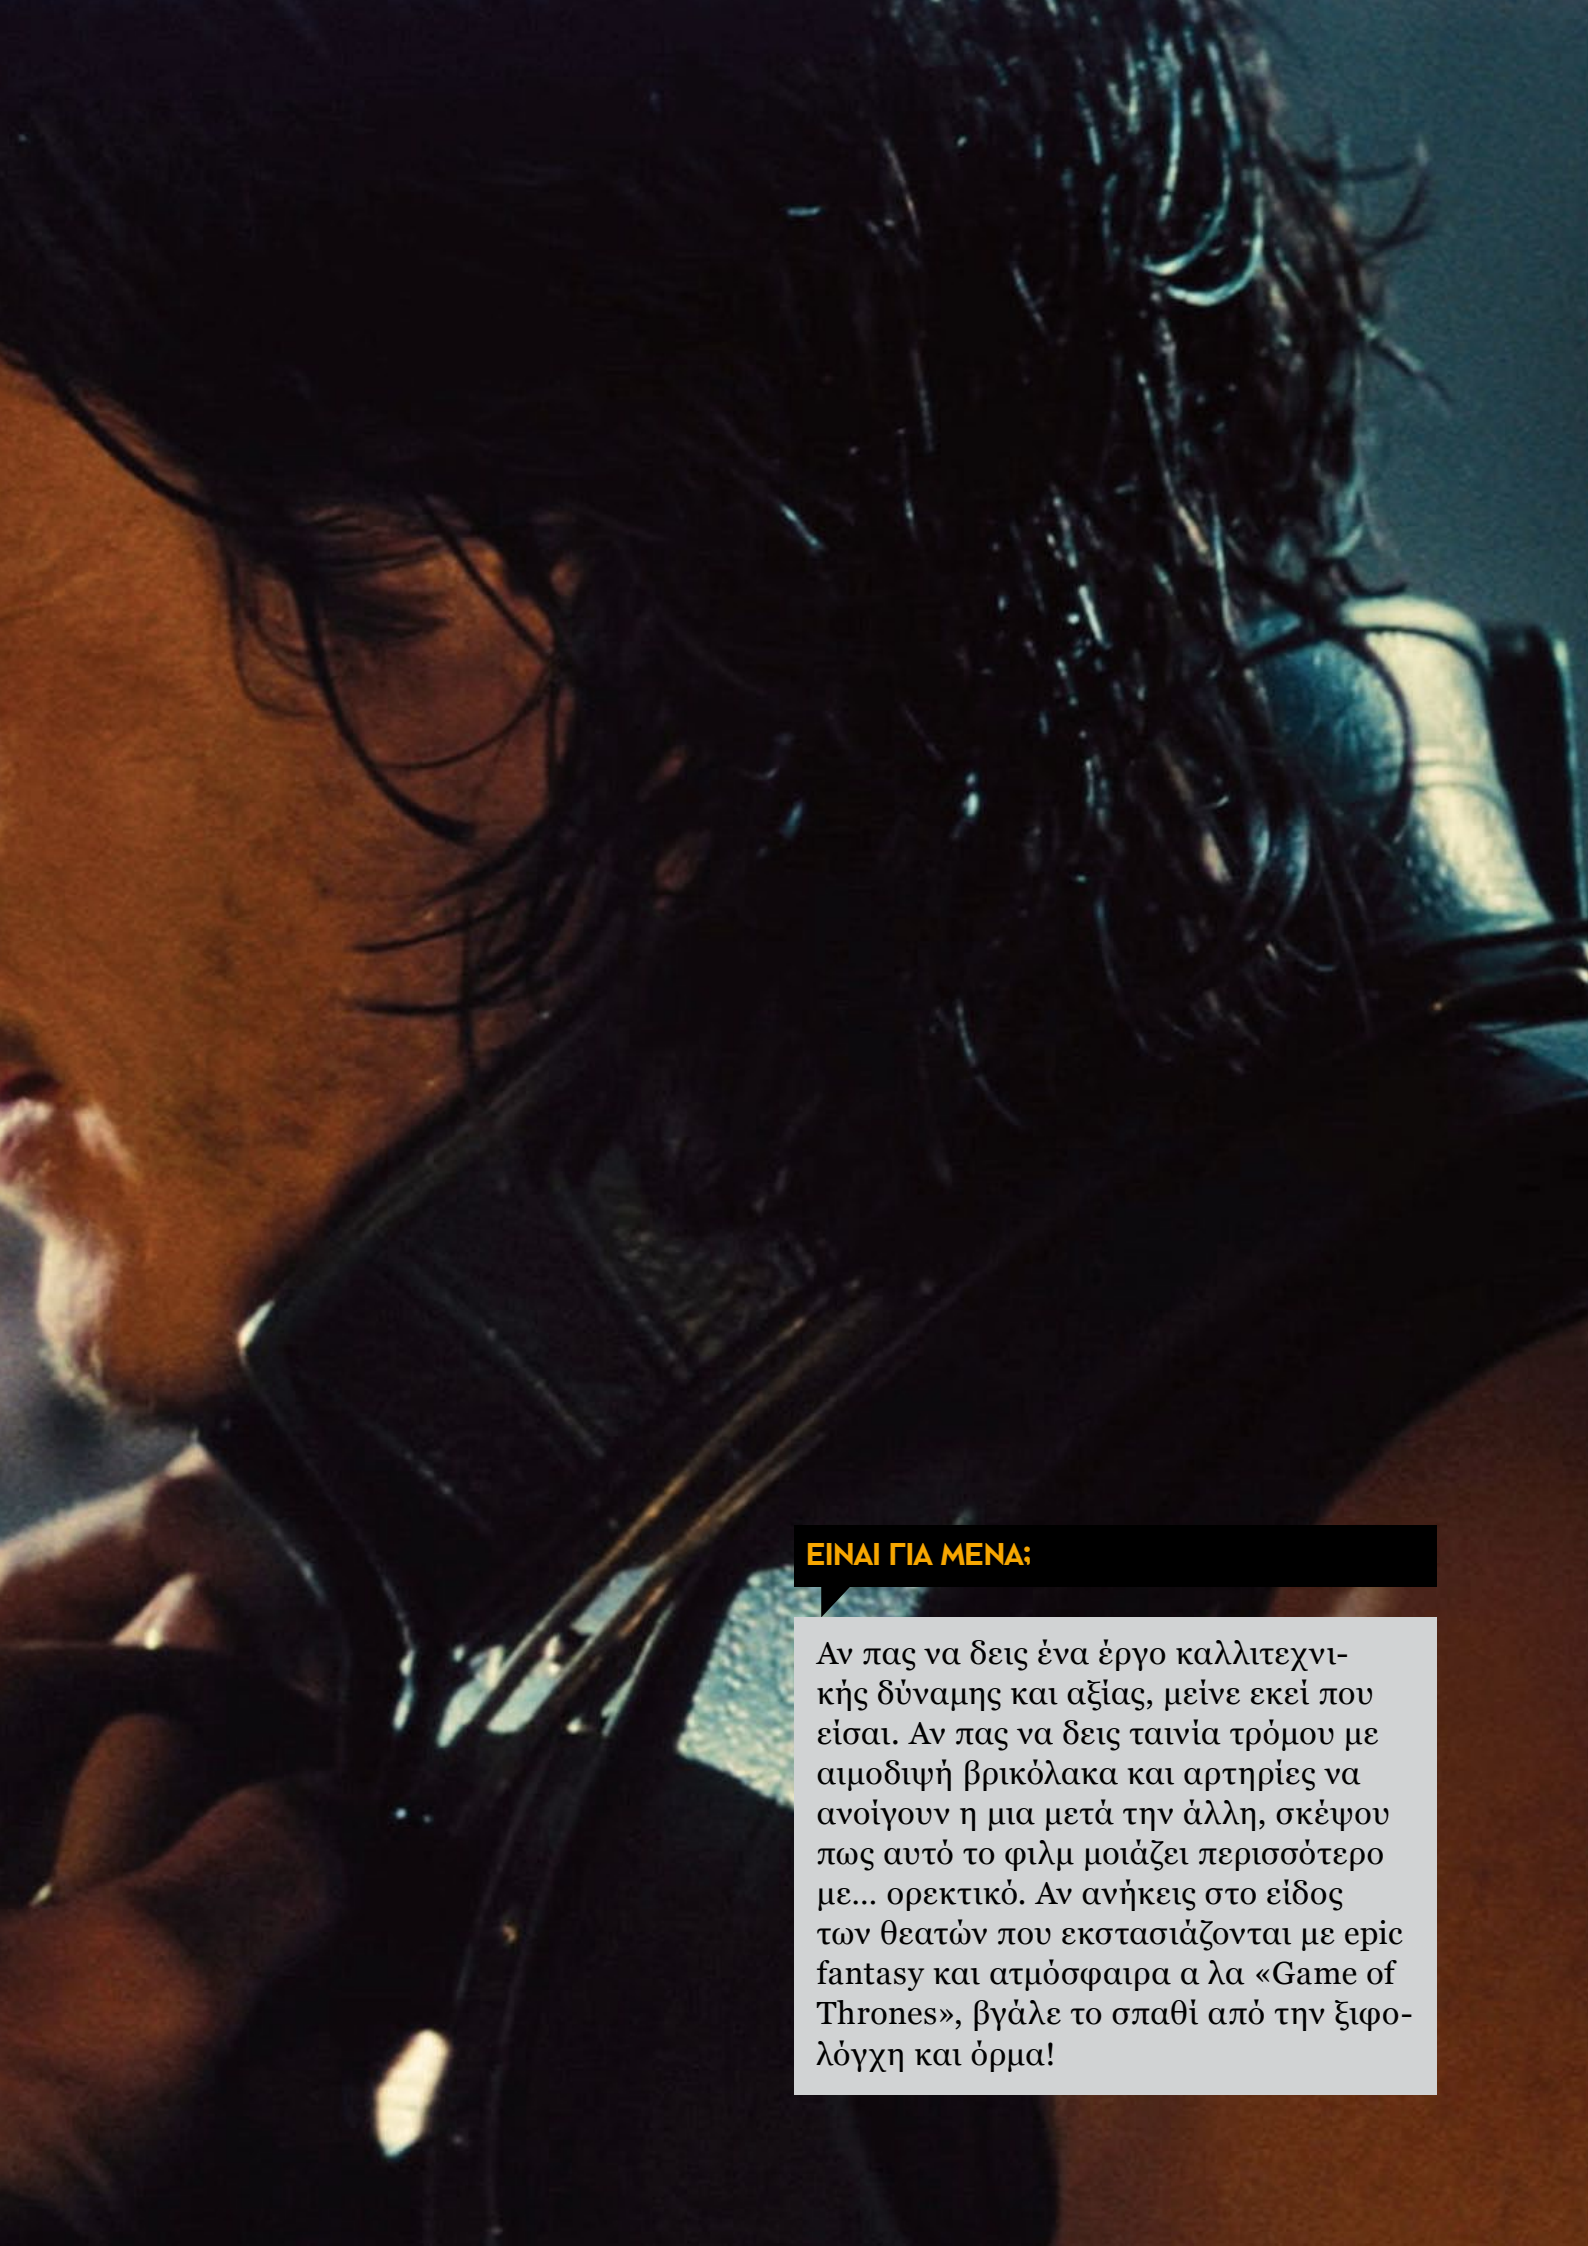 ΕΙΝΑΙ ΓΙΑ ΜΕΝΑ;
Αν πας να δεις ένα έργο καλλιτεχνι-
κής δύναμης και αξίας, μείνε εκεί που
είσαι. Αν πας να δεις ταινία τρόμου με
αιμοδιψή βρικόλακα και αρτηρίες να
ανοίγουν η μια μετά την άλλη, σκέψου
πως αυτό το φιλμ μοιάζει περισσότερο
με... ορεκτικό. Αν ανήκεις στο είδος
των θεατών που εκστασιάζονται με epic
fantasy και ατμόσφαιρα α λα «Game of
Thrones», βγάλε το σπαθί από την ξιφο-
λόγχη και όρμα!